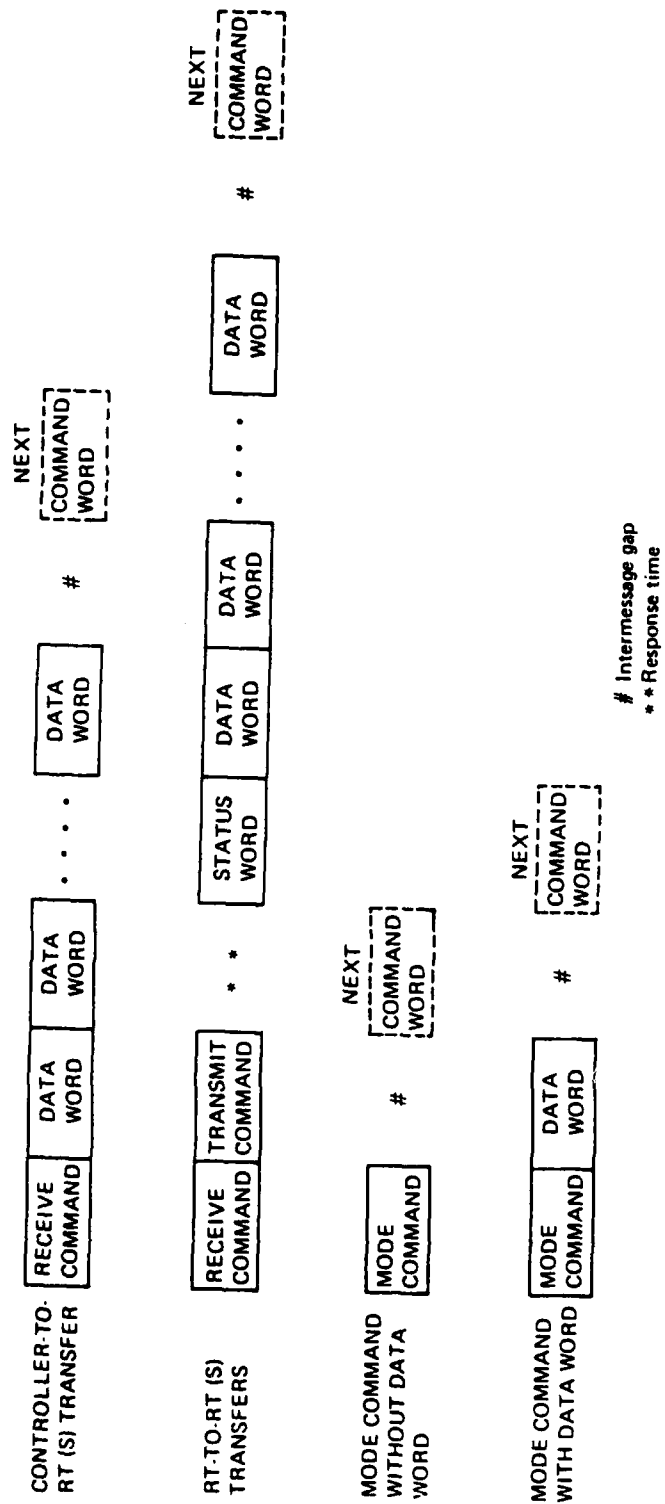 CONTROLLER-TO-
RT (S) TRANSFER
RECEIVE
COMMAND
DATA
WORD
DATA
WORD
. . . . .
DATA
WORD
#
NEXT
COMMAND
WORD
RT-TO-RT (S)
TRANSFERS
RECEIVE
COMMAND
TRANSMIT
COMMAND
* *
STATUS
WORD
DATA
WORD
DATA
WORD
. . . . .
DATA
WORD
#
NEXT
COMMAND
WORD
MODE COMMAND
WITHOUT DATA
WORD
MODE
COMMAND
#
NEXT
COMMAND
WORD
MODE COMMAND
WITH DATA WORD
MODE
COMMAND
DATA
WORD
#
NEXT
COMMAND
WORD
# Intermessage gap
* * Response time